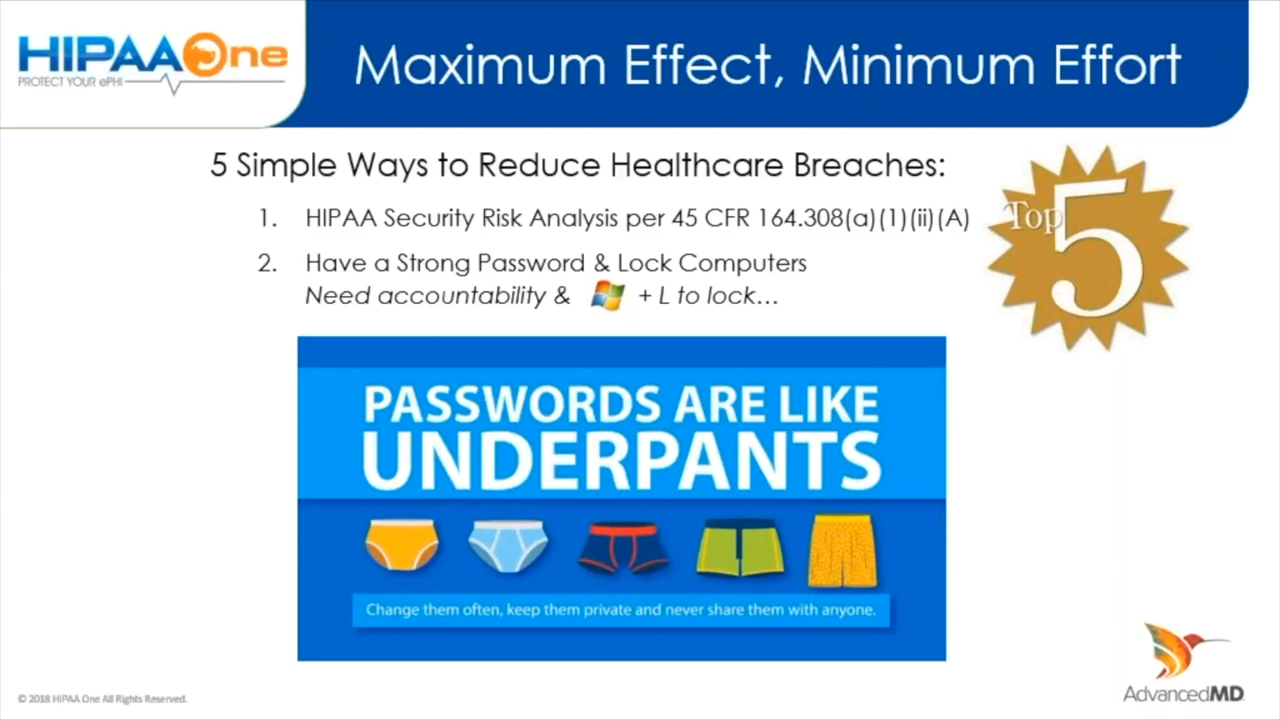 HIPAA One
PROTECT YOUR ePHI
Maximum Effect, Minimum Effort
5 Simple Ways to Reduce Healthcare Breaches:
1. HIPAA Security Risk Analysis per 45 CFR 164.308(a)(1)(ii)(A)
2. Have a Strong Password & Lock Computers
Need accountability & + L to lock...
Top 5
PASSWORDS ARE LIKE
UNDERPANTS
Change them often, keep them private and never share them with anyone.
AdvancedMD
© 2018 HIPAA One All Rights Reserved.